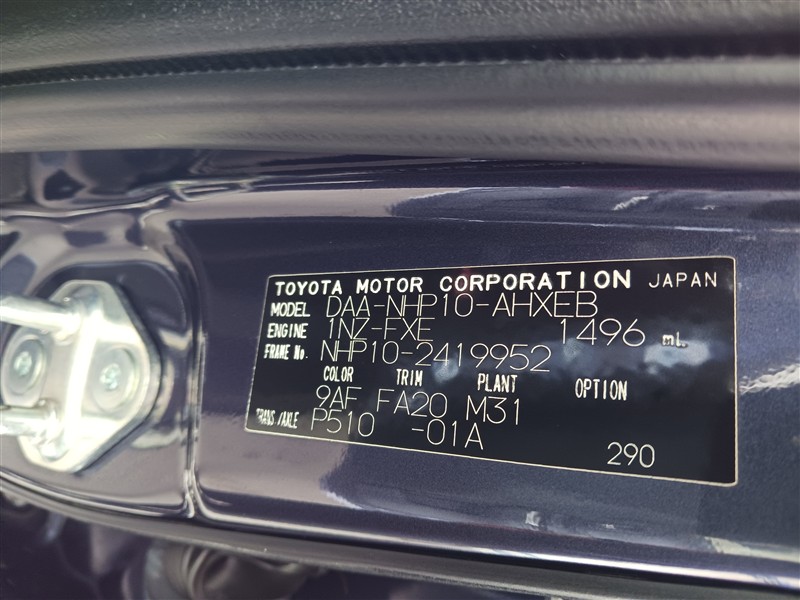 TOYOTA MOTOR CORPORATION JAPAN
MODEL DAA-NHP10-AHXEB
ENGINE 1NZ-FXE 1496 mL
FRAME No. NHP10-2419952
COLOR TRIM PLANT OPTION
9AF FA20 M31
TRANS/AXLE P510 -01A 290